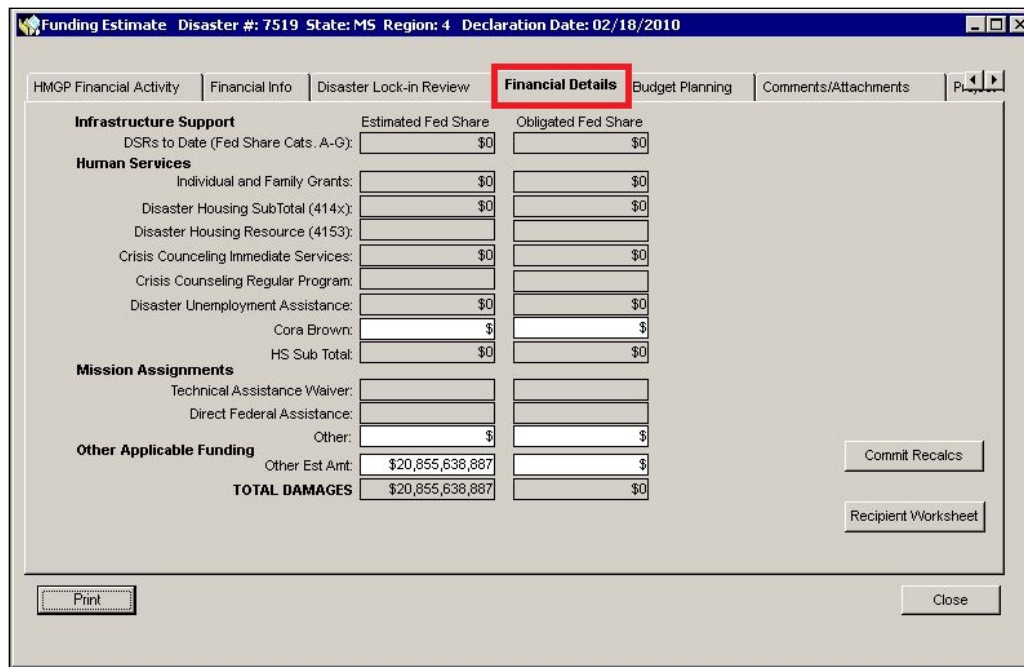 Funding Estimate Disaster #: 7519 State: MS Region: 4 Declaration Date: 02/18/2010
HMGP Financial Activity Financial Info Disaster Lock-in Review Financial Details Budget Planning Comments/Attachments
Infrastructure Support Estimated Fed Share Obligated Fed Share
DSRs to Date (Fed Share Cats. A-G): $0 $0
Human Services
Individual and Family Grants: $0 $0
Disaster Housing SubTotal (414x): $0 $0
Disaster Housing Resource (4153):
Crisis Counceling Immediate Services: $0 $0
Crisis Counseling Regular Program:
Disaster Unemployment Assistance: $0 $0
Cora Brown: $ $
HS Sub Total: $0 $0
Mission Assignments
Technical Assistance Waiver:
Direct Federal Assistance:
Other: $ $
Other Applicable Funding
Other Est Amt: $20,855,638,887 $
TOTAL DAMAGES $20,855,638,887 $0
Commit Recalcs
Recipient Worksheet
Print Close